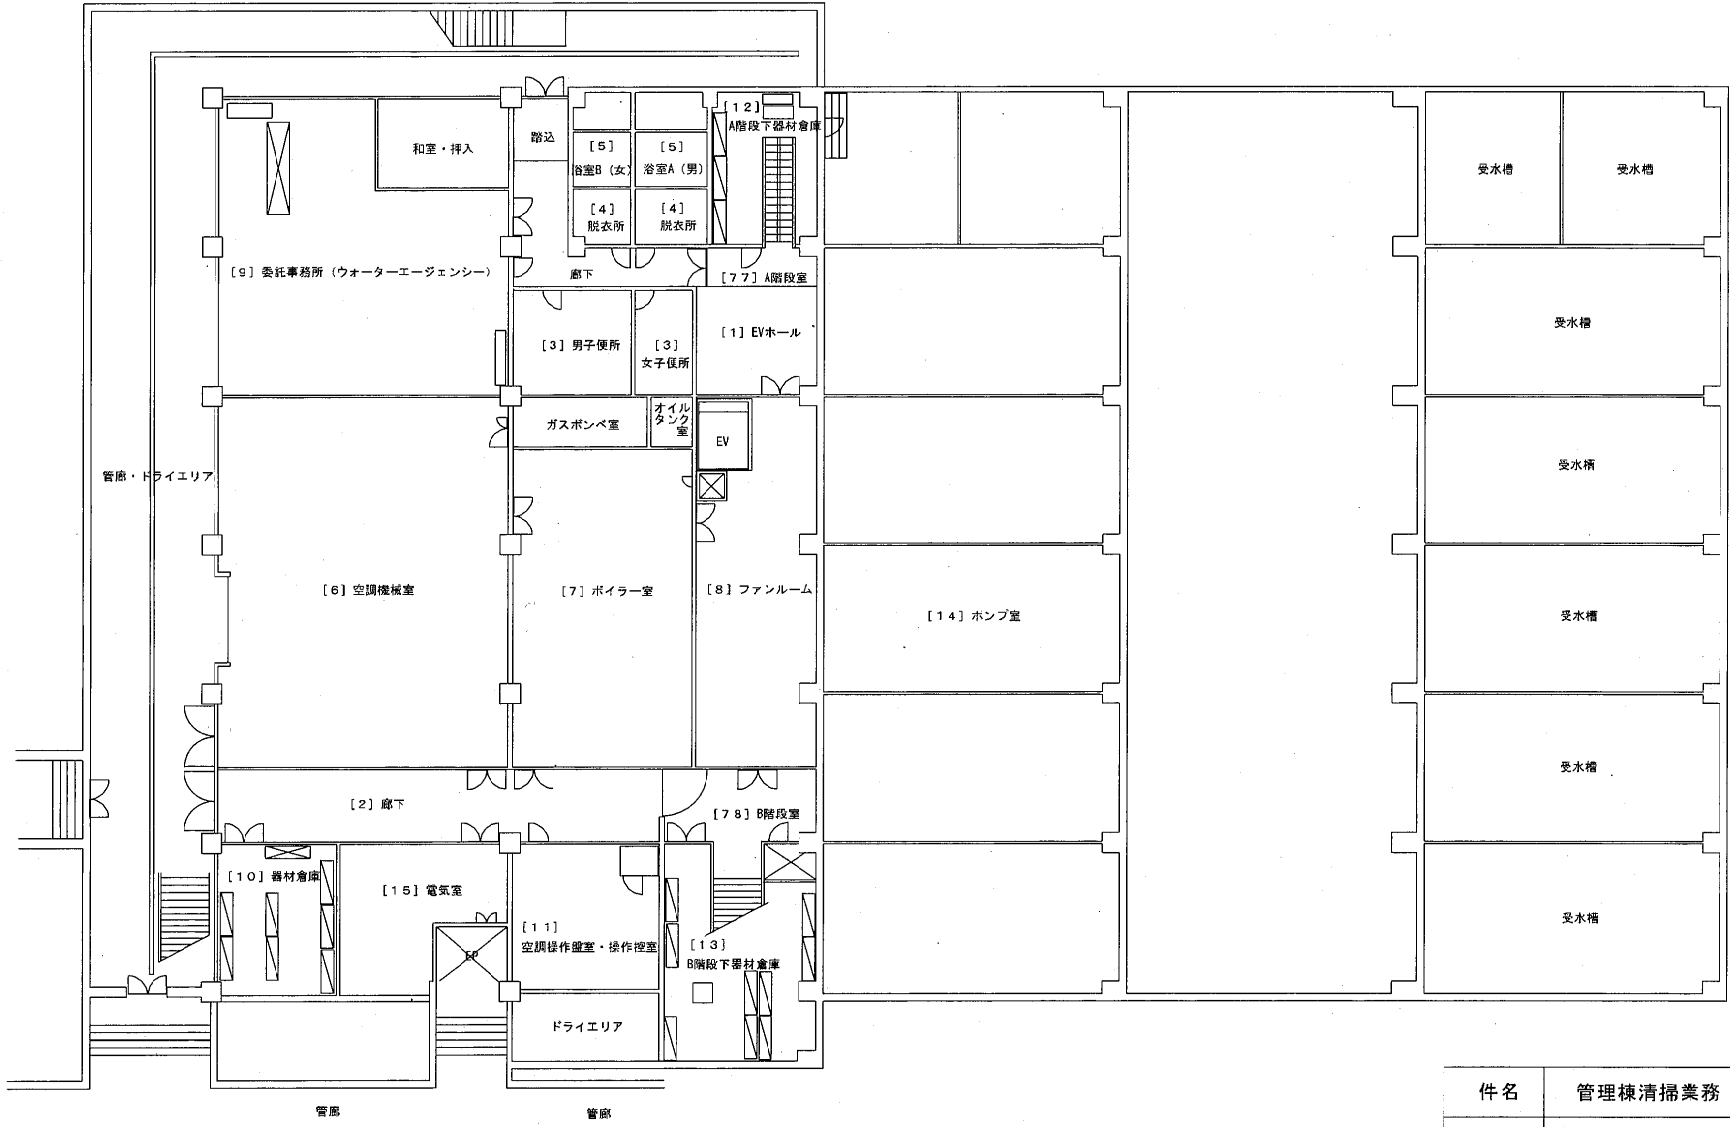 [12]
A階段下器材倉庫
踏込
和室・押入
[5]
浴室B（女）
[5]
浴室A（男）
受水槽
受水槽
[4]
脱衣所
[4]
脱衣所
[9] 委託事務所（ウォーターエージェンシー）
廊下
[77] A階段室
[3] 男子便所
[3]
女子便所
[1] EVホール
受水槽
ガスボンベ室
オイル
タンク
室
EV
管廊・ドライエリア
受水槽
[6] 空調機械室
[7] ボイラー室
[8] ファンルーム
[14] ポンプ室
受水槽
受水槽
[2] 廊下
[78] B階段室
[10] 器材倉庫
[15] 電気室
[11]
空調操作盤室・操作控室
EP
[13]
B階段下器材倉庫
受水槽
ドライエリア
管廊
管廊
件名
管理棟清掃業務